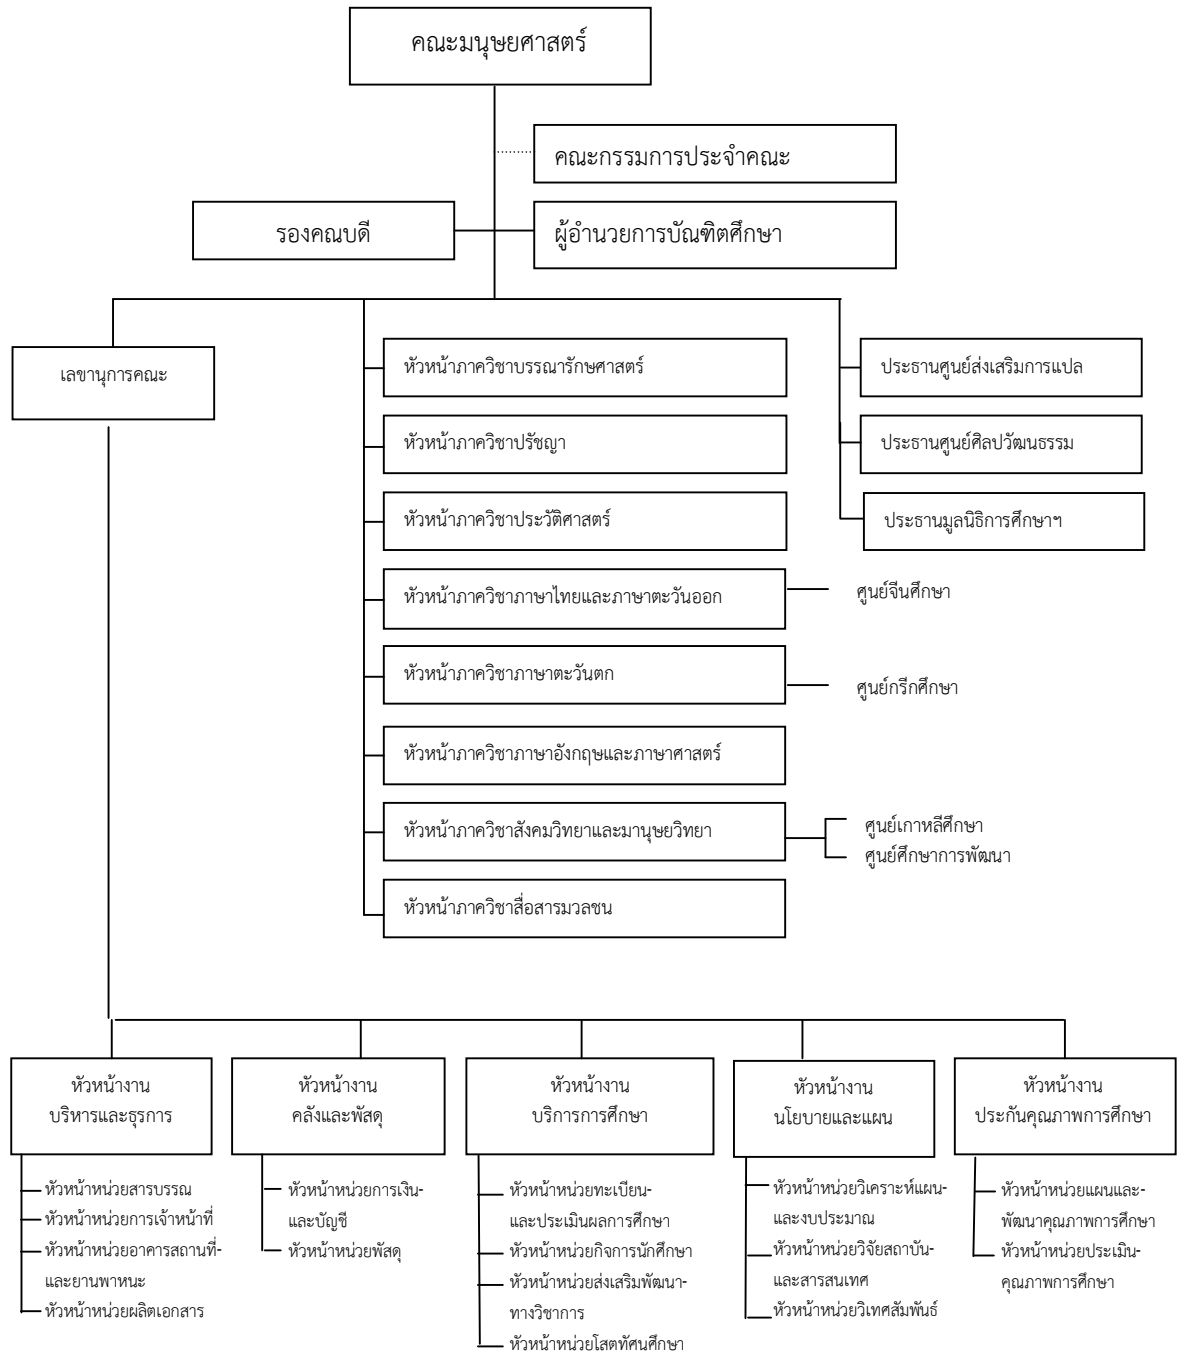 คณะมนุษยศาสตร์
คณะกรรมการประจำคณะ
รองคณบดี
ผู้อำนวยการบัณฑิตศึกษา
เลขานุการคณะ
หัวหน้าภาควิชาบรรณารักษศาสตร์
หัวหน้าภาควิชาปรัชญา
หัวหน้าภาควิชาประวัติศาสตร์
หัวหน้าภาควิชาภาษาไทยและภาษาตะวันออก
ศูนย์จีนศึกษา
หัวหน้าภาควิชาภาษาตะวันตก
ศูนย์กรีกศึกษา
หัวหน้าภาควิชาภาษาอังกฤษและภาษาศาสตร์
หัวหน้าภาควิชาสังคมวิทยาและมานุษยวิทยา
ศูนย์เกาหลีศึกษา
ศูนย์ศึกษาการพัฒนา
หัวหน้าภาควิชาสื่อสารมวลชน
ประธานศูนย์ส่งเสริมการแปล
ประธานศูนย์ศิลปวัฒนธรรม
ประธานมูลนิธิการศึกษาฯ
หัวหน้างาน
บริหารและธุรการ
หัวหน้าหน่วยสารบรรณ
หัวหน้าหน่วยการเจ้าหน้าที่
หัวหน้าหน่วยอาคารสถานที่-
และยานพาหนะ
หัวหน้าหน่วยผลิตเอกสาร
หัวหน้างาน
คลังและพัสดุ
หัวหน้าหน่วยการเงิน-
และบัญชี
หัวหน้าหน่วยพัสดุ
หัวหน้างาน
บริการการศึกษา
หัวหน้าหน่วยทะเบียน-
และประเมินผลการศึกษา
หัวหน้าหน่วยกิจการนักศึกษา
หัวหน้าหน่วยส่งเสริมพัฒนา-
ทางวิชาการ
หัวหน้าหน่วยโสตทัศนศึกษา
หัวหน้างาน
นโยบายและแผน
หัวหน้าหน่วยวิเคราะห์แผน-
และงบประมาณ
หัวหน้าหน่วยวิจัยสถาบัน-
และสารสนเทศ
หัวหน้าหน่วยวิเทศสัมพันธ์
หัวหน้างาน
ประกันคุณภาพการศึกษา
หัวหน้าหน่วยแผนและ-
พัฒนาคุณภาพการศึกษา
หัวหน้าหน่วยประเมิน-
คุณภาพการศึกษา